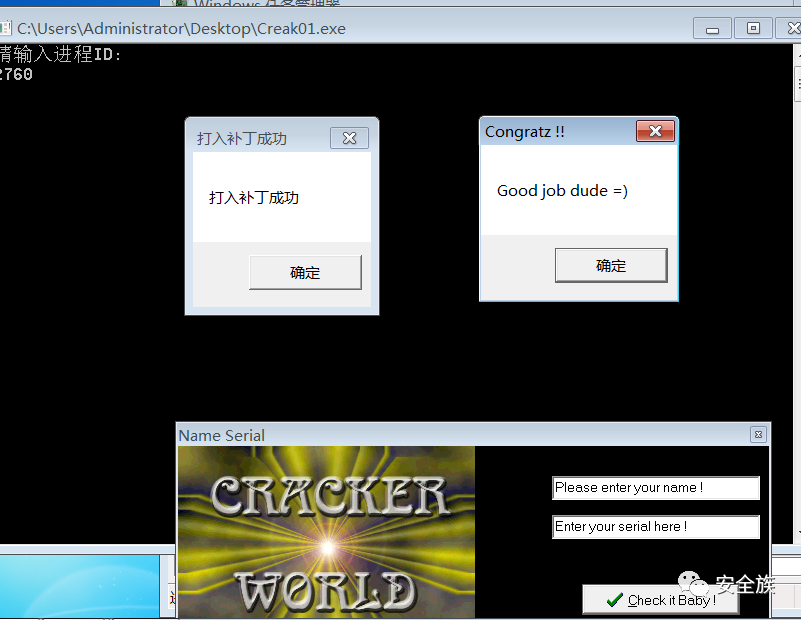 Windows 任务管理器
C:\Users\Administrator\Desktop\Creak01.exe
请输入进程ID:
2760
打入补丁成功
打入补丁成功
确定
Congratz !!
Good job dude =)
确定
Name Serial
CRACKER
WORLD
Please enter your name !
Enter your serial here !
Check it Baby !
安全族